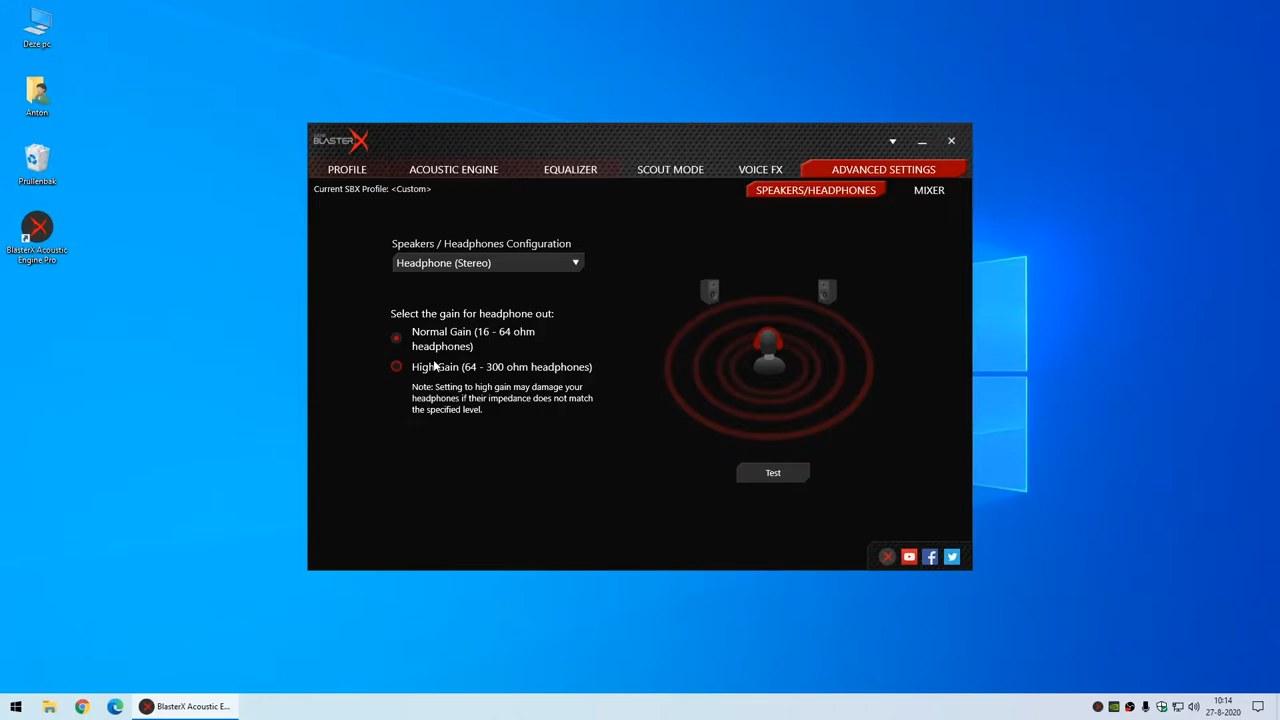 Deze pc
Anton
Prullenbak
BlasterX Acoustic
Engine Pro
BLASTERX
PROFILE
ACOUSTIC ENGINE
EQUALIZER
SCOUT MODE
VOICE FX
ADVANCED SETTINGS
Current SBX Profile: <Custom>
SPEAKERS/HEADPHONES
MIXER
Speakers / Headphones Configuration
Headphone (Stereo)
Select the gain for headphone out:
Normal Gain (16 - 64 ohm
headphones)
High Gain (64 - 300 ohm headphones)
Note: Setting to high gain may damage your
headphones if their impedance does not match
the specified level.
Test
BlasterX Acoustic E...
10:14
27-8-2020